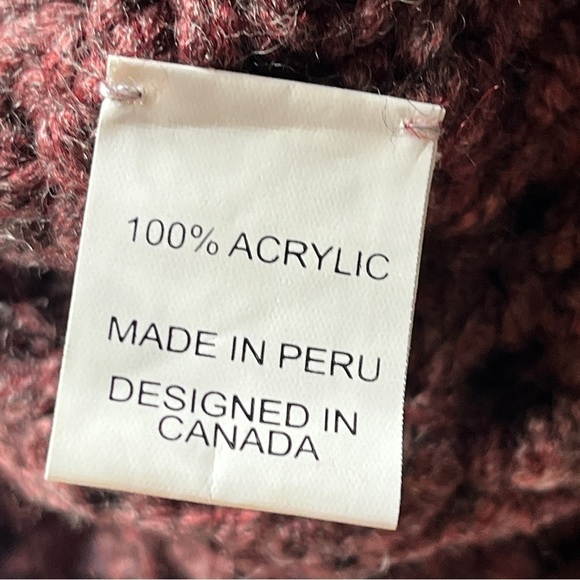 100% ACRYLIC
MADE IN PERU
DESIGNED IN
CANADA